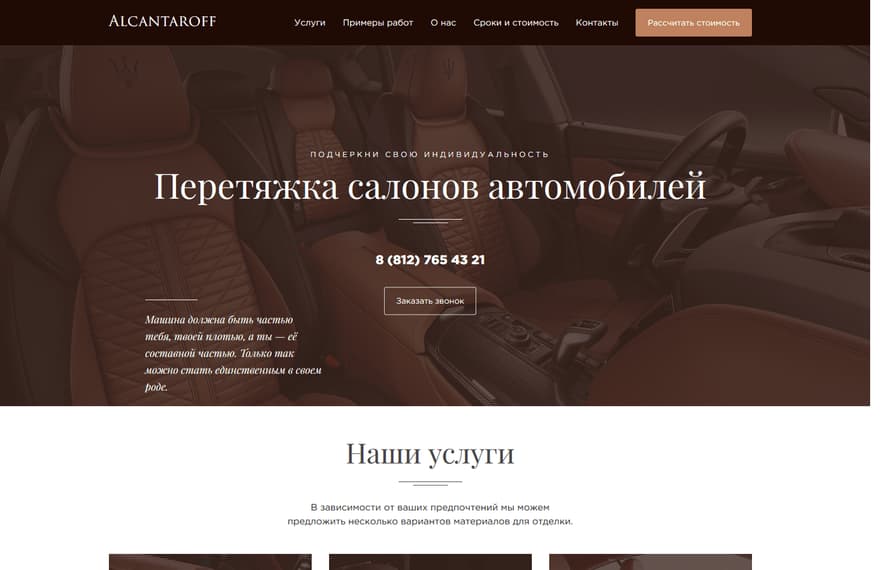 ALCANTAROFF
Услуги
Примеры работ
О нас
Сроки и стоимость
Контакты
Рассчитать стоимость
ПОДЧЕРКНИ СВОЮ ИНДИВИДУАЛЬНОСТЬ
Перетяжка салонов автомобилей
8 (812) 765 43 21
Заказать звонок
Машина должна быть частью
тебя, твоей плотью, а ты — её
составной частью. Только так
можно стать единственным в своем
роде.
Наши услуги
В зависимости от ваших предпочтений мы можем
предложить несколько вариантов материалов для отделки.